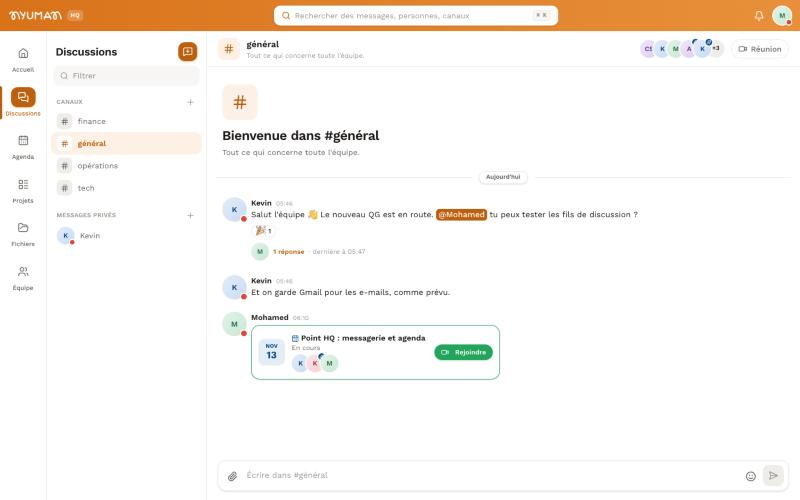 NYUMAN HQ
Rechercher des messages, personnes, canaux
⌘ K
M
Accueil
Discussions
Agenda
Projets
Fichiers
Équipe
Discussions
Filtrer
CANAUX
finance
général
opérations
tech
MESSAGES PRIVÉS
K Kevin
# général
Tout ce qui concerne toute l'équipe.
K M A K +3
Réunion
#
Bienvenue dans #général
Tout ce qui concerne toute l'équipe.
Aujourd'hui
K
Kevin 05:46
Salut l'équipe 👋 Le nouveau QG est en route. @Mohamed tu peux tester les fils de discussion ?
🎉 1
M 1 réponse · dernière à 05:47
K
Kevin 05:46
Et on garde Gmail pour les e-mails, comme prévu.
M
Mohamed 06:10
NOV
13
Point HQ : messagerie et agenda
En cours
K K M
Rejoindre
Écrire dans #général